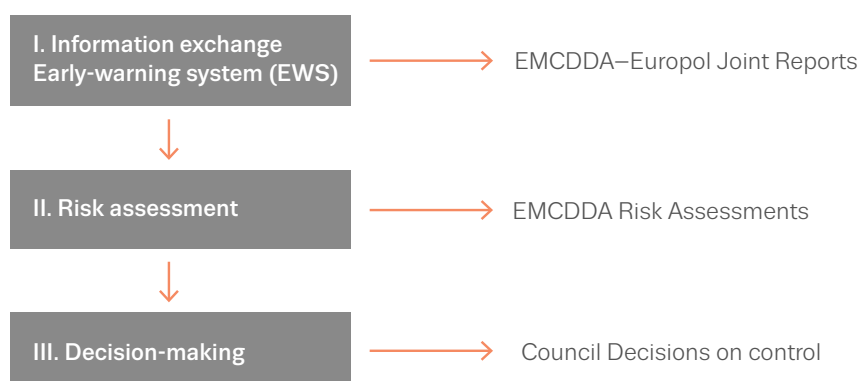 I. Information exchange
Early-warning system (EWS)
EMCDDA–Europol Joint Reports
II. Risk assessment
EMCDDA Risk Assessments
III. Decision-making
Council Decisions on control